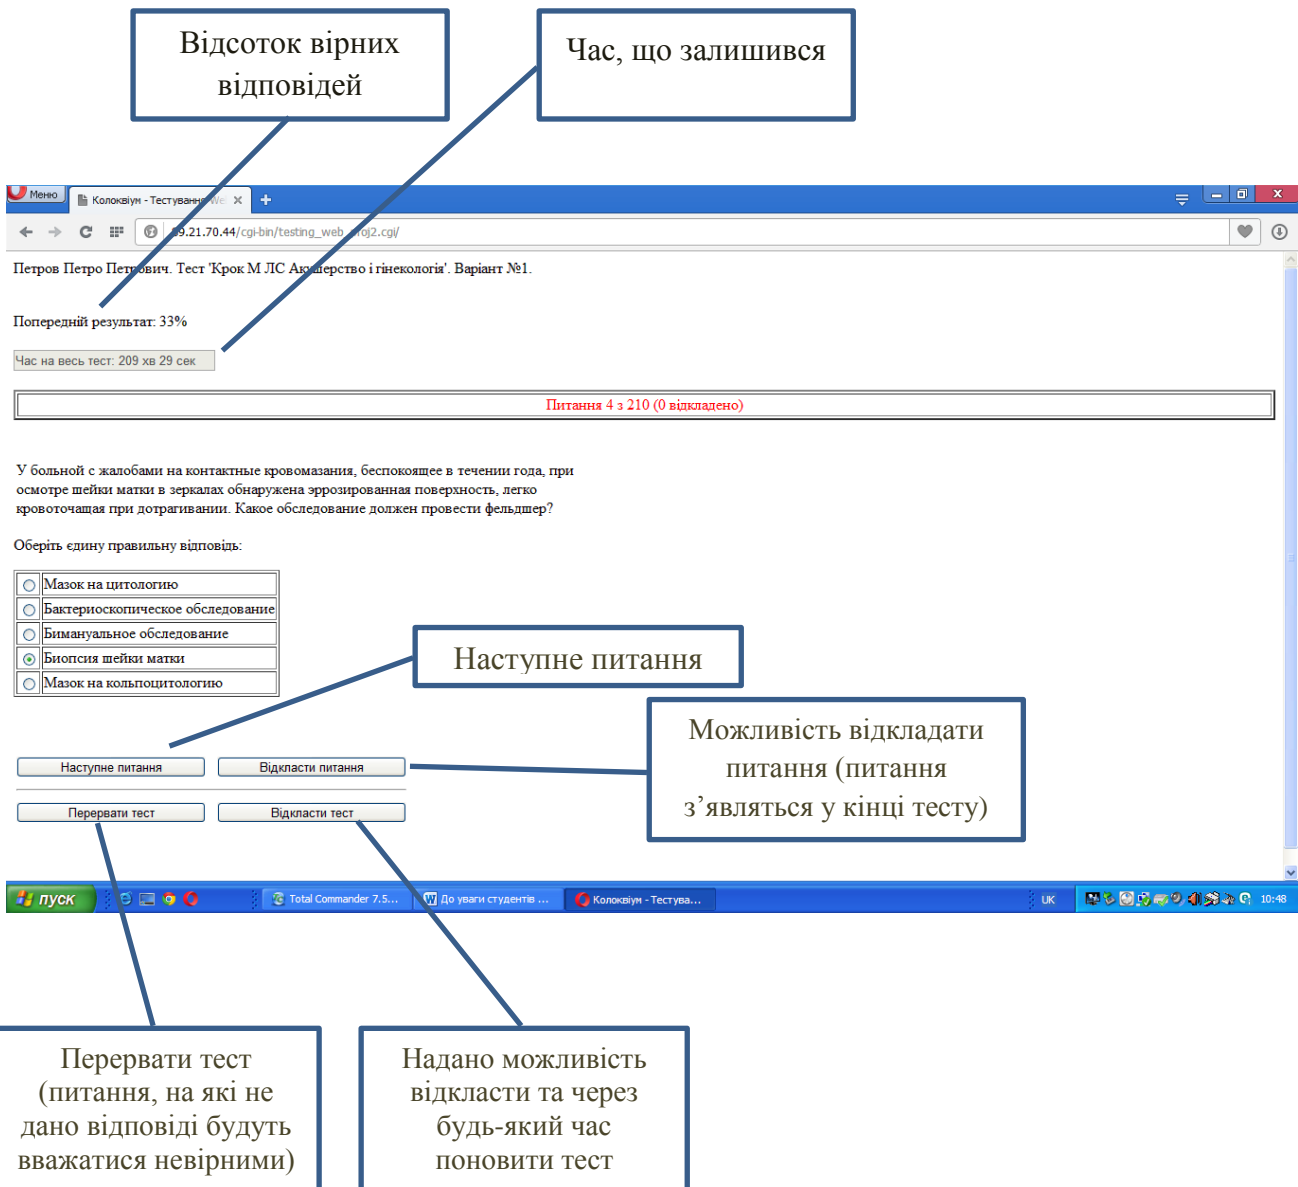 Відсоток вірних
відповідей
Час, що залишився
Меню
Колоквіум - Тестування We
.21.70.44/cgi-bin/testing_web_
Петров Петро Петрович. Тест 'Крок М ЛС Акушерство і гінекологія'. Варіант №1.
Попередній результат: 33%
Час на весь тест: 209 хв 29 сек
Питання 4 з 210 (0 відкладено)
У больной с жалобами на контактные кровомазания, беспокоящее в течении года, при
осмотре шейки матки в зеркалах обнаружена эррозированная поверхность, легко
кровоточащая при дотрагивании. Какое обследование должен провести фельдшер?
Оберіть єдину правильну відповідь:
Мазок на цитологию
Бактериоскопическое обследование
Бимануальное обследование
Биопсия шейки матки
Мазок на кольпоцитологию
Наступне питання
Можливість відкладати
питання (питання
з’являться у кінці тесту)
Наступне питання
Відкласти питання
Перервати тест
Відкласти тест
пуск
Total Commander 7.5...
До уваги студентів ...
Колоквіум - Тестува...
UK
10:48
Перервати тест
(питання, на які не
дано відповіді будуть
вважатися невірними)
Надано можливість
відкласти та через
будь-який час
поновити тест